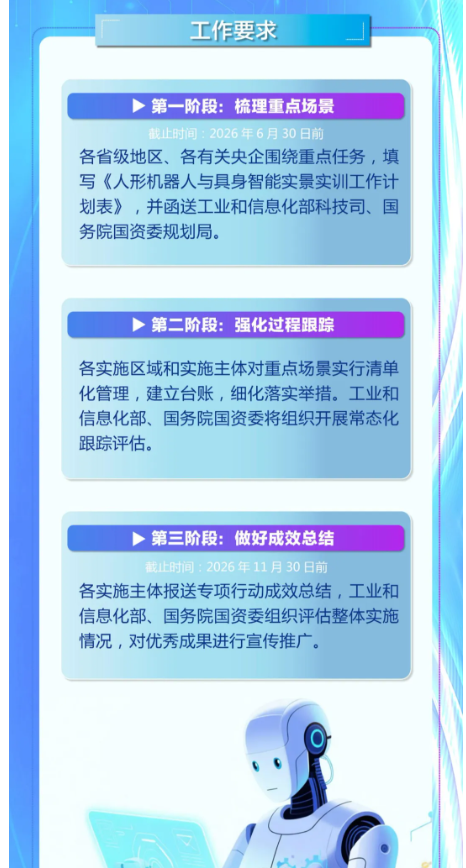 工作要求
▶ 第一阶段：梳理重点场景
截止时间：2026 年 6 月 30 日前
各省级地区、各有关央企围绕重点任务，填
写《人形机器人与具身智能实景实训工作计
划表》，并函送工业和信息化部科技司、国
务院国资委规划局。
▶ 第二阶段：强化过程跟踪
各实施区域和实施主体对重点场景实行清单
化管理，建立台账，细化落实举措。工业和
信息化部、国务院国资委将组织开展常态化
跟踪评估。
▶ 第三阶段：做好成效总结
截止时间：2026 年 11 月 30 日前
各实施主体报送专项行动成效总结，工业和
信息化部、国务院国资委组织评估整体实施
情况，对优秀成果进行宣传推广。